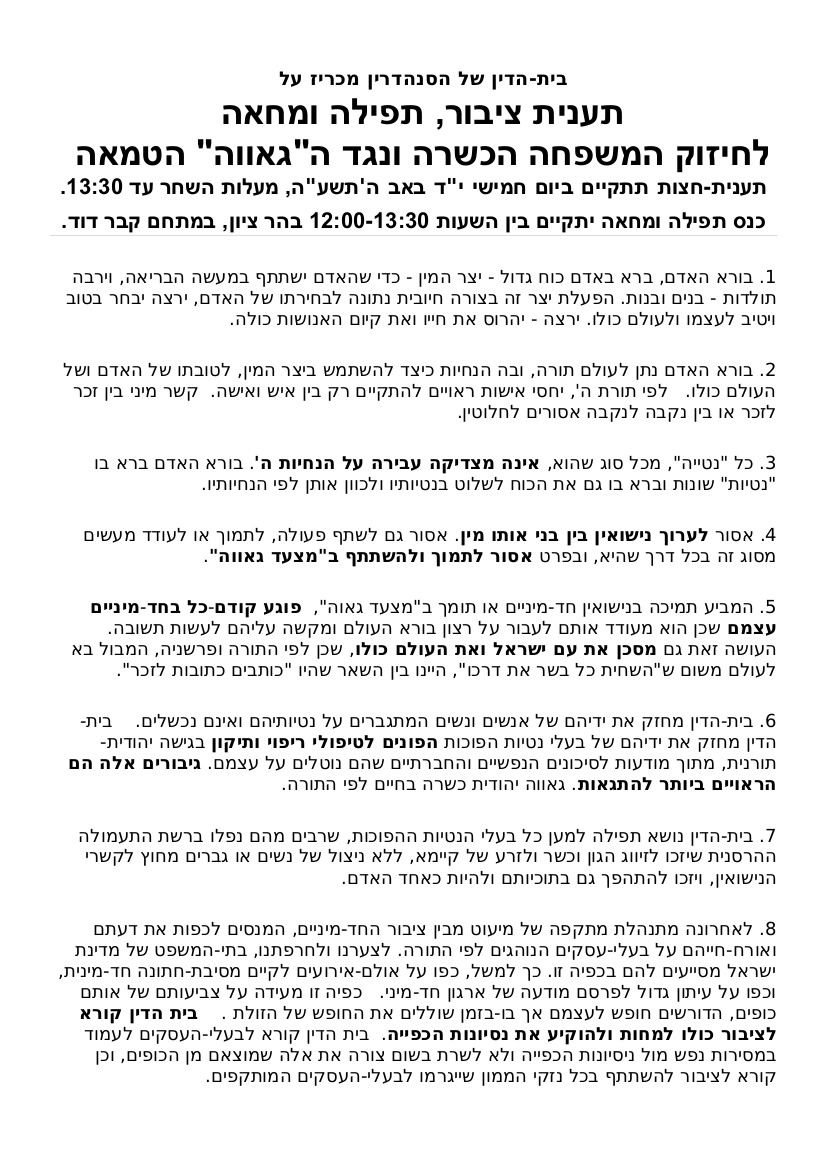 בית-הדין של הסנהדרין מכריז על
תענית ציבור, תפילה ומחאה
לחיזוק המשפחה הכשרה ונגד ה"גאווה" הטמאה
תענית-חצות תתקיים ביום חמישי י"ד באב ה'תשע"ה, מעלות השחר עד 13:30.
כנס תפילה ומחאה יתקיים בין השעות 12:00-13:30 בהר ציון, במתחם קבר דוד.
1. בורא האדם, ברא באדם כוח גדול - יצר המין - כדי שהאדם ישתתף במעשה הבריאה, וירבה
תולדות - בנים ובנות. הפעלת יצר זה בצורה חיובית נתונה לבחירתו של האדם, ירצה יבחר בטוב
ויטיב לעצמו ולעולם כולו. ירצה - יהרוס את חייו ואת קיום האנושות כולה.
2. בורא האדם נתן לעולם תורה, ובה הנחיות כיצד להשתמש ביצר המין, לטובתו של האדם ושל
העולם כולו. לפי תורת ה', יחסי אישות ראויים להתקיים רק בין איש ואישה. קשר מיני בין זכר
לזכר או בין נקבה לנקבה אסורים לחלוטין.
3. כל "נטייה", מכל סוג שהוא, אינה מצדיקה עבירה על הנחיות ה'. בורא האדם ברא בו
"נטיות" שונות וברא בו גם את הכוח לשלוט בנטיותיו ולכוון אותן לפי הנחיותיו.
4. אסור לערוך נישואין בין בני אותו מין. אסור גם לשתף פעולה, לתמוך או לעודד מעשים
מסוג זה בכל דרך שהיא, ובפרט אסור לתמוך ולהשתתף ב"מצעד גאווה".
5. המביע תמיכה בנישואין חד-מיניים או תומך ב"מצעד גאוה", פוגע קודם-כל בחד-מיניים
עצמם שכן הוא מעודד אותם לעבור על רצון בורא העולם ומקשה עליהם לעשות תשובה.
העושה זאת גם מסכן את עם ישראל ואת העולם כולו, שכן לפי התורה ופרשניה, המבול בא
לעולם משום ש"השחית כל בשר את דרכו", היינו בין השאר שהיו "כותבים כתובות לזכר".
6. בית-הדין מחזק את ידיהם של אנשים ונשים המתגברים על נטיותיהם ואינם נכשלים. בית-
הדין מחזק את ידיהם של בעלי נטיות הפוכות הפונים לטיפולי ריפוי ותיקון בגישה יהודית-
תורנית, מתוך מודעות לסיכונים הנפשיים והחברתיים שהם נוטלים על עצמם. גיבורים אלה הם
הראויים ביותר להתגאות. גאווה יהודית כשרה בחיים לפי התורה.
7. בית-הדין נושא תפילה למען כל בעלי הנטיות ההפוכות, שרבים מהם נפלו ברשת התעמולה
ההרסנית שיזכו לזיווג הגון וכשר ולזרע של קיימא, ללא ניצול של נשים או גברים מחוץ לקשרי
הנישואין, ויזכו להתהפך גם בתוכיותם ולהיות כאחד האדם.
8. לאחרונה מתנהלת מתקפה של מיעוט מבין ציבור החד-מיניים, המנסים לכפות את דעתם
ואורח-חייהם על בעלי-עסקים הנוהגים לפי התורה. לצערנו ולחרפתנו, בתי-המשפט של מדינת
ישראל מסייעים להם בכפיה זו. כך למשל, כפו על אולם-אירועים לקיים מסיבת-חתונה חד-מינית,
וכפו על עיתון גדול לפרסם מודעה של ארגון חד-מיני. כפיה זו מעידה על צביעותם של אותם
כופים, הדורשים חופש לעצמם אך בו-בזמן שוללים את החופש של הזולת . בית הדין קורא
לציבור כולו למחות ולהוקיע את נסיונות הכפייה. בית הדין קורא לבעלי-העסקים לעמוד
במסירות נפש מול ניסיונות הכפייה ולא לשרת בשום צורה את אלה שמוצאם מן הכופים, וכן
קורא לציבור להשתתף בכל נזקי הממון שייגרמו לבעלי-העסקים המותקפים.